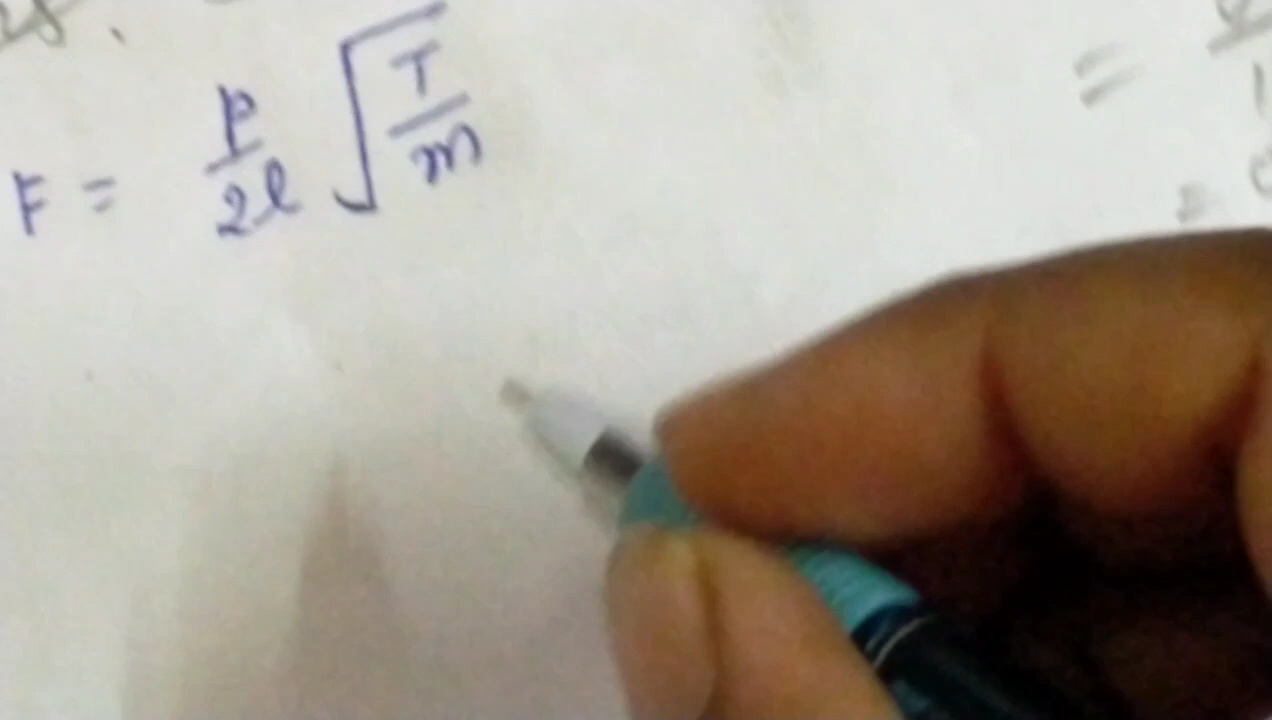 F = p/2l √T/m
=
=